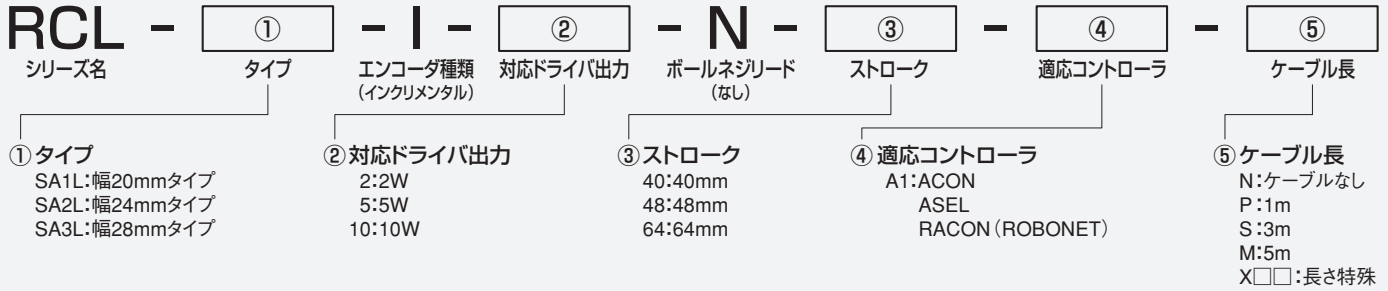 RCL - ① - I - ② - N - ③ - ④ - ⑤
シリーズ名 タイプ エンコーダ種類 対応ドライバ出力 ボールネジリード ストローク 適応コントローラ ケーブル長
(インクリメンタル) (なし)
①タイプ
SA1L:幅20mmタイプ
SA2L:幅24mmタイプ
SA3L:幅28mmタイプ
②対応ドライバ出力
2:2W
5:5W
10:10W
③ストローク
40:40mm
48:48mm
64:64mm
④適応コントローラ
A1:ACON
ASEL
RACON(ROBONET)
⑤ケーブル長
N:ケーブルなし
P:1m
S:3m
M:5m
X□□:長さ特殊